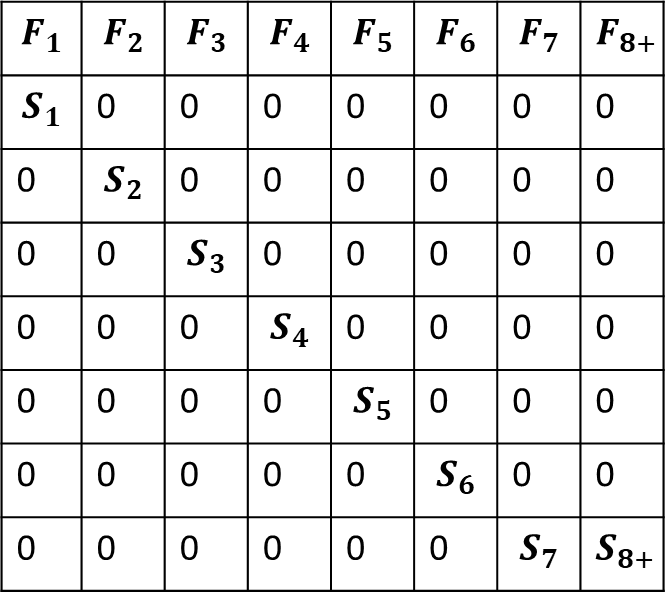 F₁ F₂ F₃ F₄ F₅ F₆ F₇ F₈₊
S₁ 0 0 0 0 0 0 0
0 S₂ 0 0 0 0 0 0
0 0 S₃ 0 0 0 0 0
0 0 0 S₄ 0 0 0 0
0 0 0 0 S₅ 0 0 0
0 0 0 0 0 S₆ 0 0
0 0 0 0 0 0 S₇ S₈₊